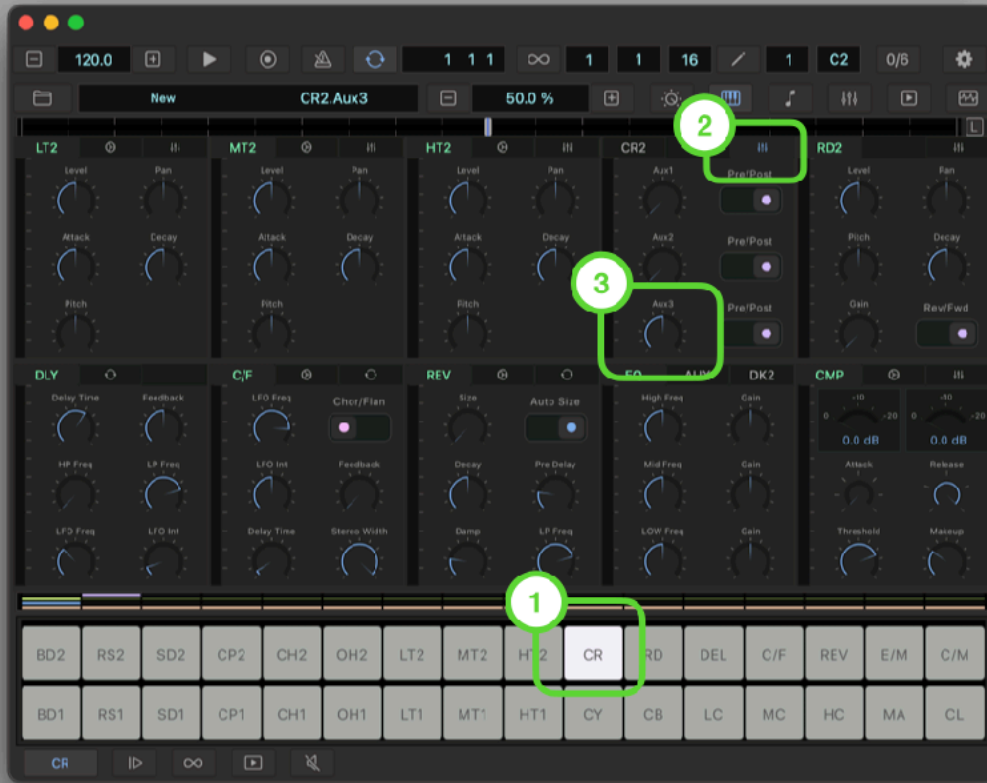 120.0 1 1 1 1 1 16 1 C2 0/6
New CR2.Aux3 50.0 %
2
L
LT2 MT2 HT2 CR2 RD2
Level Pan Level Pan Level Pan Aux1 Pre/Post Level Pan
Attack Decay Attack Decay Attack Decay Aux2 Pre/Post Pitch Decay
3
Pitch Pitch Pitch Aux3 Pre/Post Gain Rev/Fwd
DLY C/F REV EQ AUX DK2 CMP
Delay Time Feedback LFO Freq Chor/Flan Size Auto Size High Freq Gain -10 -10
0 -20 0 -20
0.0 dB 0.0 dB
HP Freq LP Freq LFO Int Feedback Decay Pre Delay Mid Freq Gain Attack Release
LFO Freq LFO Int Delay Time Stereo Width Damp LP Freq LOW Freq Gain Threshold Makeup
1
BD2 RS2 SD2 CP2 CH2 OH2 LT2 MT2 HT2 CR RD DEL C/F REV E/M C/M
BD1 RS1 SD1 CP1 CH1 OH1 LT1 MT1 HT1 CY CB LC MC HC MA CL
CR